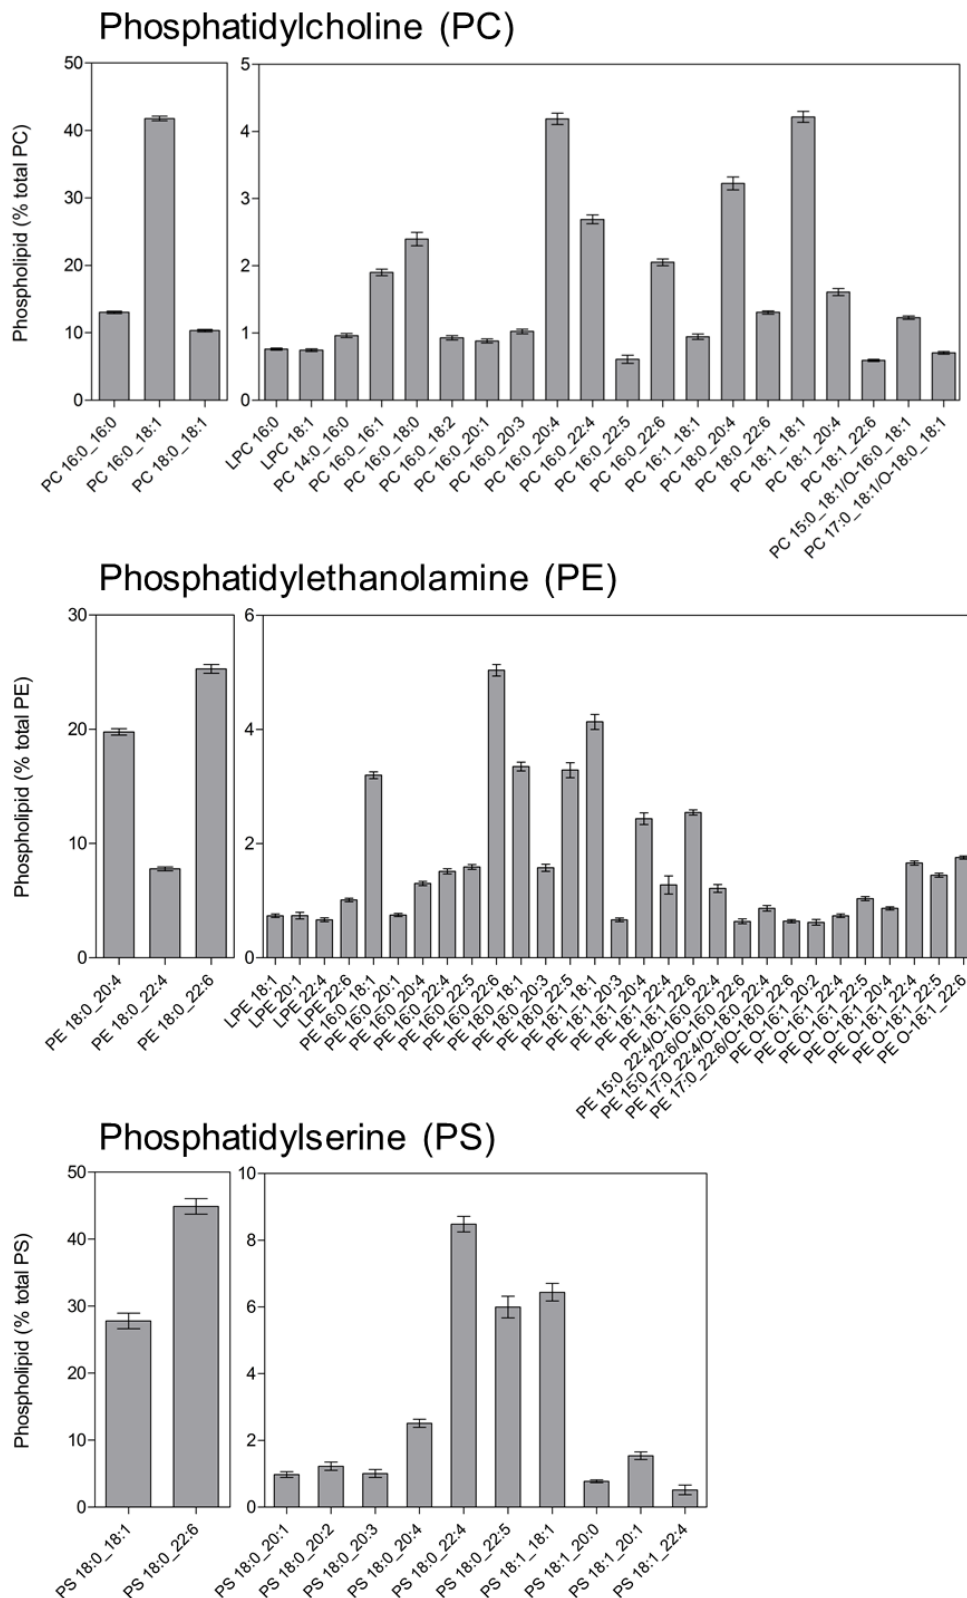 Phosphatidylcholine (PC)
Phospholipid (% total PC)
50
40
30
20
10
0
PC 16:0_16:0
PC 16:0_18:1
PC 18:0_18:1
5
4
3
2
1
0
LPC 16:0
LPC 18:1
PC 14:0_16:0
PC 16:0_16:1
PC 16:0_18:0
PC 16:0_18:2
PC 16:0_20:1
PC 16:0_20:3
PC 16:0_20:4
PC 16:0_22:4
PC 16:0_22:5
PC 16:0_22:6
PC 16:1_18:1
PC 18:0_20:4
PC 18:0_22:6
PC 18:1_18:1
PC 18:1_20:4
PC 18:1_22:6
PC 15:0_18:1/O-16:0_18:1
PC 17:0_18:1/O-18:0_18:1
Phosphatidylethanolamine (PE)
Phospholipid (% total PE)
30
20
10
0
PE 18:0_20:4
PE 18:0_22:4
PE 18:0_22:6
6
4
2
0
LPE 18:1
LPE 20:1
LPE 22:4
LPE 22:6
PE 16:0_18:1
PE 16:0_20:1
PE 16:0_20:4
PE 16:0_22:4
PE 16:0_22:5
PE 16:0_22:6
PE 18:0_18:1
PE 18:0_20:3
PE 18:0_22:5
PE 18:1_18:1
PE 18:1_20:3
PE 18:1_20:4
PE 18:1_22:4
PE 18:1_22:6
PE 15:0_22:4/O-16:0_22:4
PE 15:0_22:6/O-16:0_22:6
PE 17:0_22:4/O-18:0_22:4
PE 17:0_22:6/O-18:0_22:6
PE O-16:1_20:2
PE O-16:1_22:4
PE O-16:1_22:5
PE O-18:1_20:4
PE O-18:1_22:4
PE O-18:1_22:5
PE O-18:1_22:6
Phosphatidylserine (PS)
Phospholipid (% total PS)
50
40
30
20
10
0
PS 18:0_18:1
PS 18:0_22:6
10
8
6
4
2
0
PS 18:0_20:1
PS 18:0_20:2
PS 18:0_20:3
PS 18:0_20:4
PS 18:0_22:4
PS 18:0_22:5
PS 18:1_18:1
PS 18:1_20:0
PS 18:1_20:1
PS 18:1_22:4